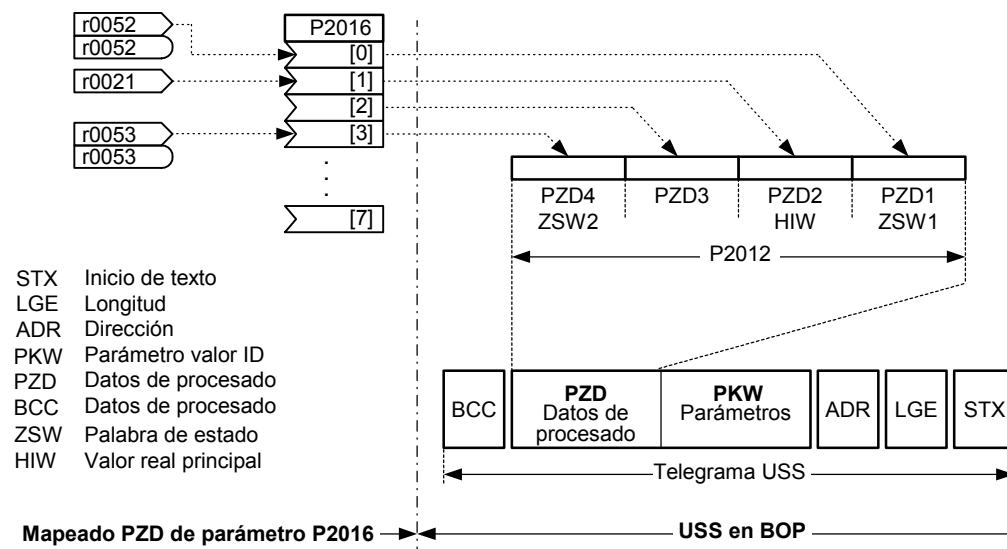 r0052
r0052
r0021
r0053
r0053
P2016
[0]
[1]
[2]
[3]
[7]
PZD4
ZSW2
PZD3
PZD2
HIW
PZD1
ZSW1
P2012
STX Inicio de texto
LGE Longitud
ADR Dirección
PKW Parámetro valor ID
PZD Datos de procesado
BCC Datos de procesado
ZSW Palabra de estado
HIW Valor real principal
BCC
PZD
Datos de
procesado
PKW
Parámetros
ADR
LGE
STX
Telegrama USS
Mapeado PZD de parámetro P2016
USS en BOP